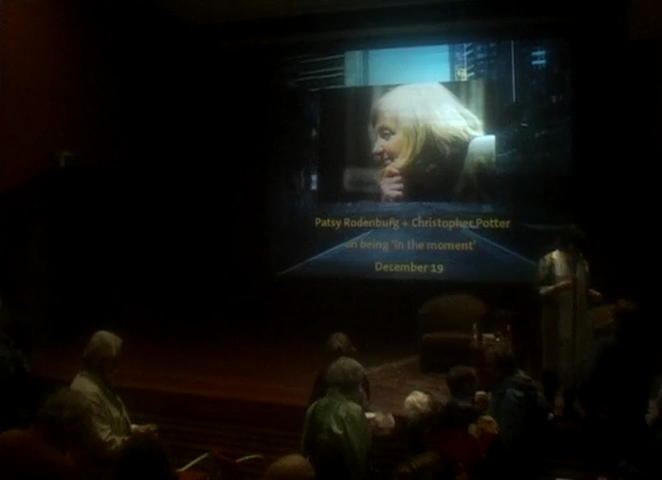 Patsy Rodenburg + Christopher Potter
on being 'in the moment'
December 19